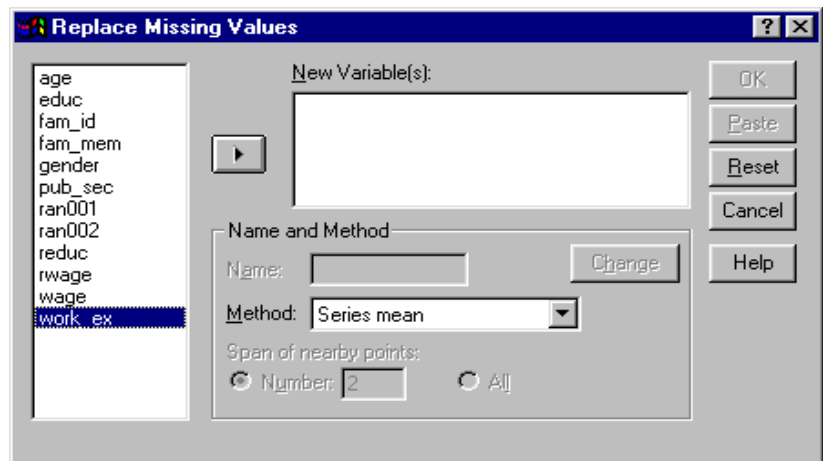 Replace Missing Values
age
educ
fam_id
fam_mem
gender
pub_sec
ran001
ran002
reduc
rwage
wage
work_ex
New Variable(s):
Name and Method
Name:
Change
Method: Series mean
Span of nearby points:
Number: 2 All
OK
Paste
Reset
Cancel
Help